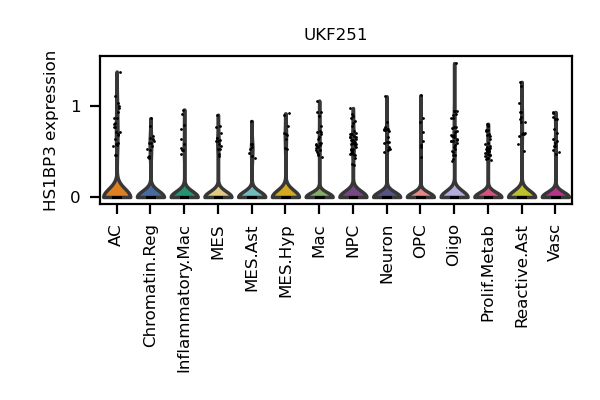 UKF251
HS1BP3 expression
1
0
AC
Chromatin.Reg
Inflammatory.Mac
MES
MES.Ast
MES.Hyp
Mac
NPC
Neuron
OPC
Oligo
Prolif.Metab
Reactive.Ast
Vasc